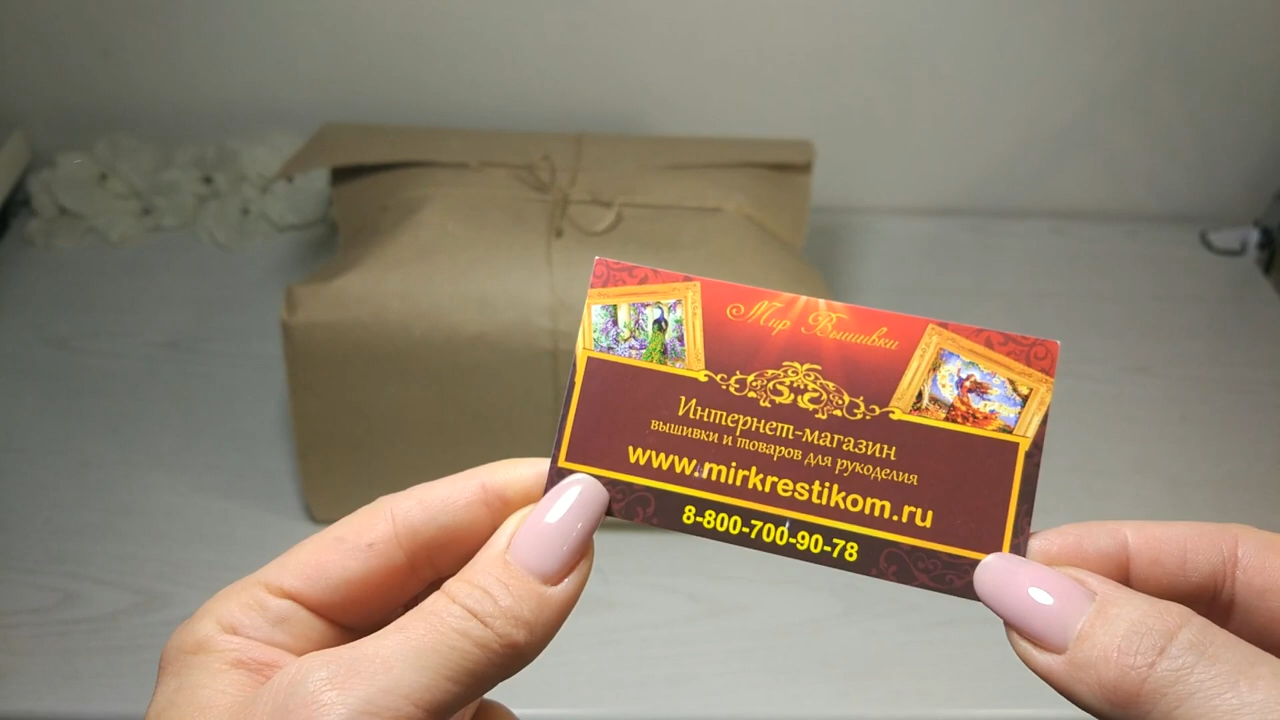 Мир Вышивки
Интернет-магазин
вышивки и товаров для рукоделия
www.mirkrestikom.ru
8-800-700-90-78